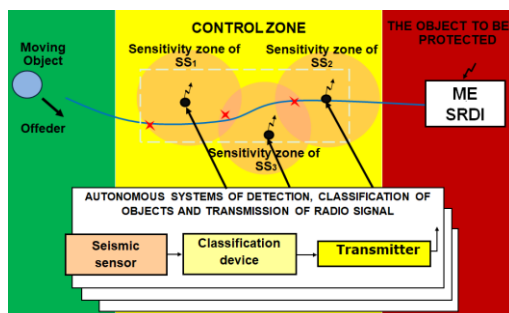 CONTROL ZONE
THE OBJECT TO BE
PROTECTED
Moving
Object
Sensitivity zone of
SS1
Sensitivity zone of
SS2
ME
SRDI
Offeder
Sensitivity zone of
SS3
AUTONOMOUS SYSTEMS OF DETECTION, CLASSIFICATION OF
OBJECTS AND TRANSMISSION OF RADIO SIGNAL
Seismic
sensor
Classification
device
Transmitter